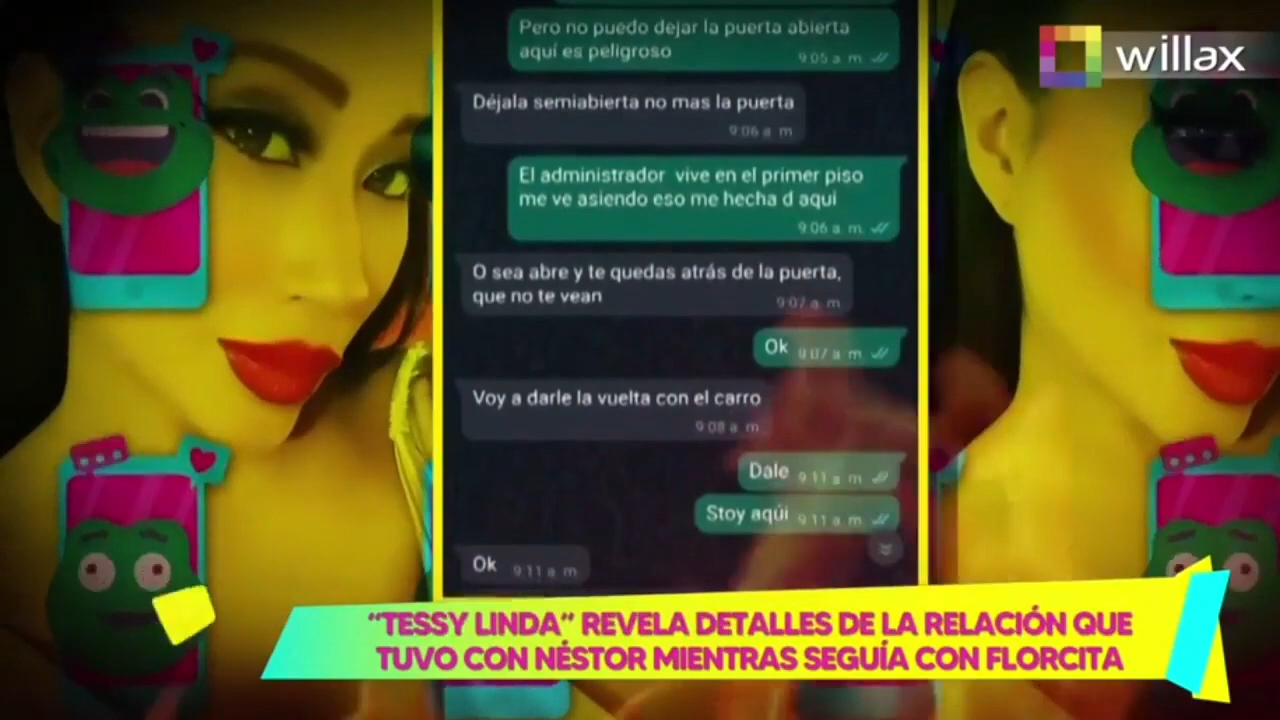 willax
Pero no puedo dejar la puerta abierta
aquí es peligroso
9:05 a. m.
Déjala semiabierta no mas la puerta
9:06 a. m.
El administrador vive en el primer piso
me ve asiendo eso me hecha d aqui
9:06 a. m.
O sea abre y te quedas atrás de la puerta,
que no te vean
9:07 a. m.
Ok 9:07 a. m.
Voy a darle la vuelta con el carro
9:08 a. m.
Dale 9:11 a. m.
Stoy aqúi 9:11 a. m.
Ok 9:11 a. m.
“TESSY LINDA” REVELA DETALLES DE LA RELACIÓN QUE
TUVO CON NÉSTOR MIENTRAS SEGUÍA CON FLORCITA